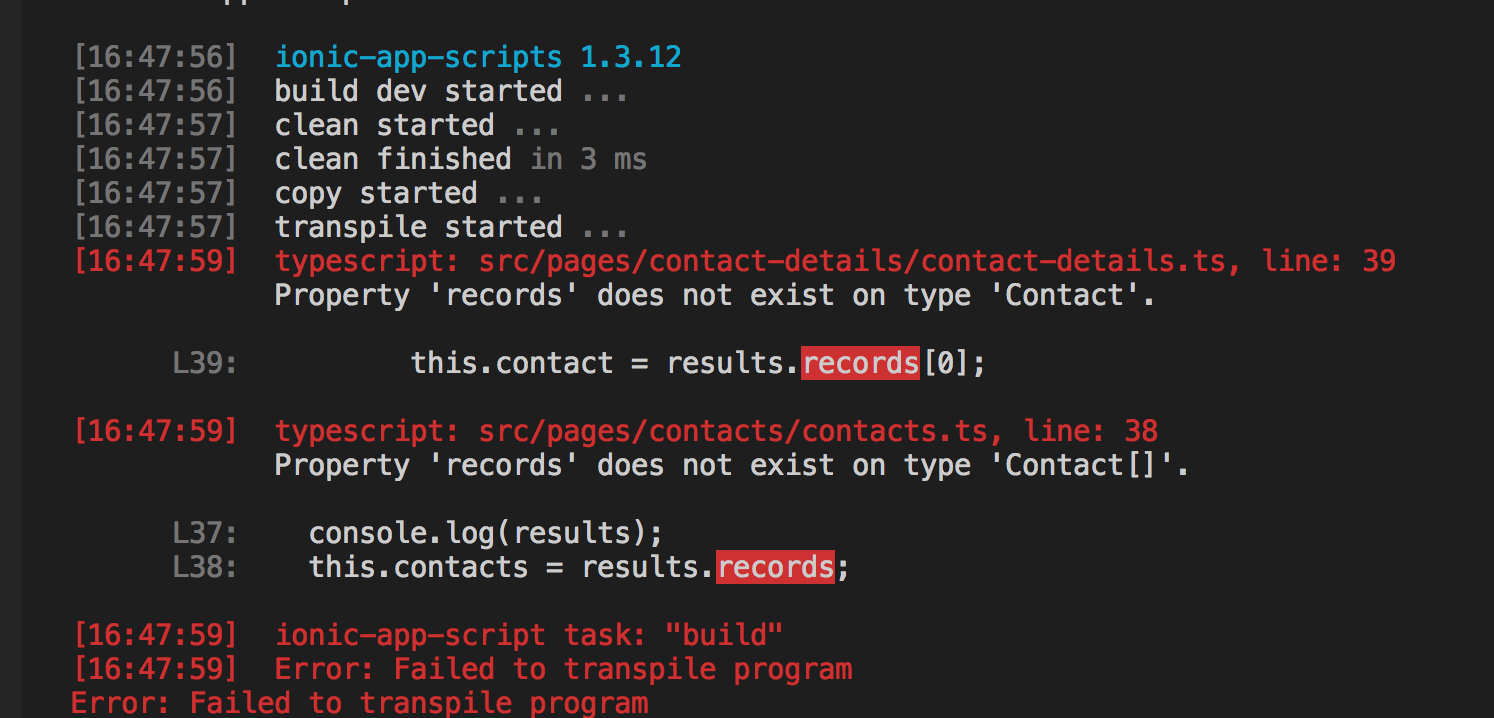 [16:47:56] ionic-app-scripts 1.3.12
[16:47:56] build dev started ...
[16:47:57] clean started ...
[16:47:57] clean finished in 3 ms
[16:47:57] copy started ...
[16:47:57] transpile started ...
[16:47:59] typescript: src/pages/contact-details/contact-details.ts, line: 39
Property 'records' does not exist on type 'Contact'.
L39: this.contact = results.records[0];
[16:47:59] typescript: src/pages/contacts/contacts.ts, line: 38
Property 'records' does not exist on type 'Contact[]'.
L37: console.log(results);
L38: this.contacts = results.records;
[16:47:59] ionic-app-script task: "build"
[16:47:59] Error: Failed to transpile program
Error: Failed to transpile program